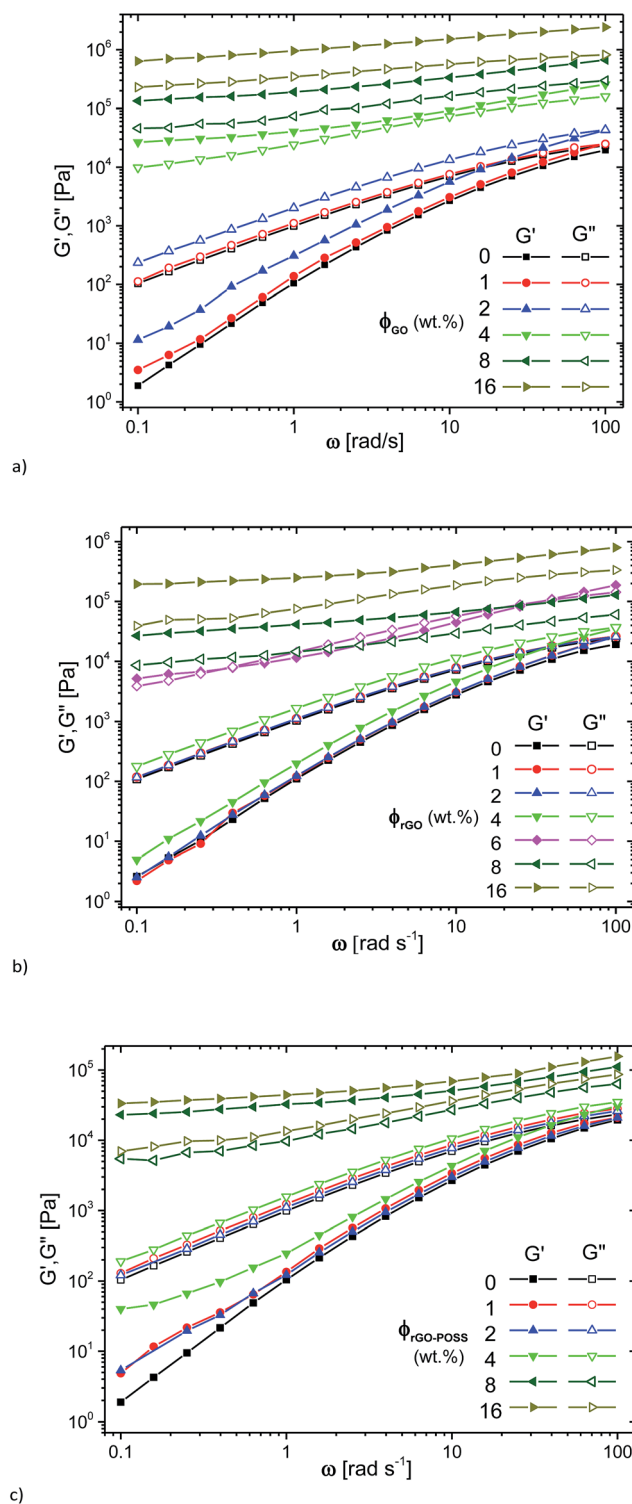 10⁶
10⁵
10⁴
10³
10²
10¹
10⁰
G',G" [Pa]
G' G"
0
1
2
ϕGO (wt.%)
4
8
16
0.1 1 10 100
ω [rad/s]
a)
10⁶
10⁵
10⁴
10³
10²
10¹
10⁰
G',G" [Pa]
G' G"
0
1
2
ϕrGO (wt.%)
4
6
8
16
0.1 1 10 100
ω [rad s⁻¹]
b)
10⁵
10⁴
10³
10²
10¹
10⁰
G',G" [Pa]
G' G"
0
1
ϕrGO-POSS
2
(wt.%)
4
8
16
0.1 1 10 100
ω [rad s⁻¹]
c)